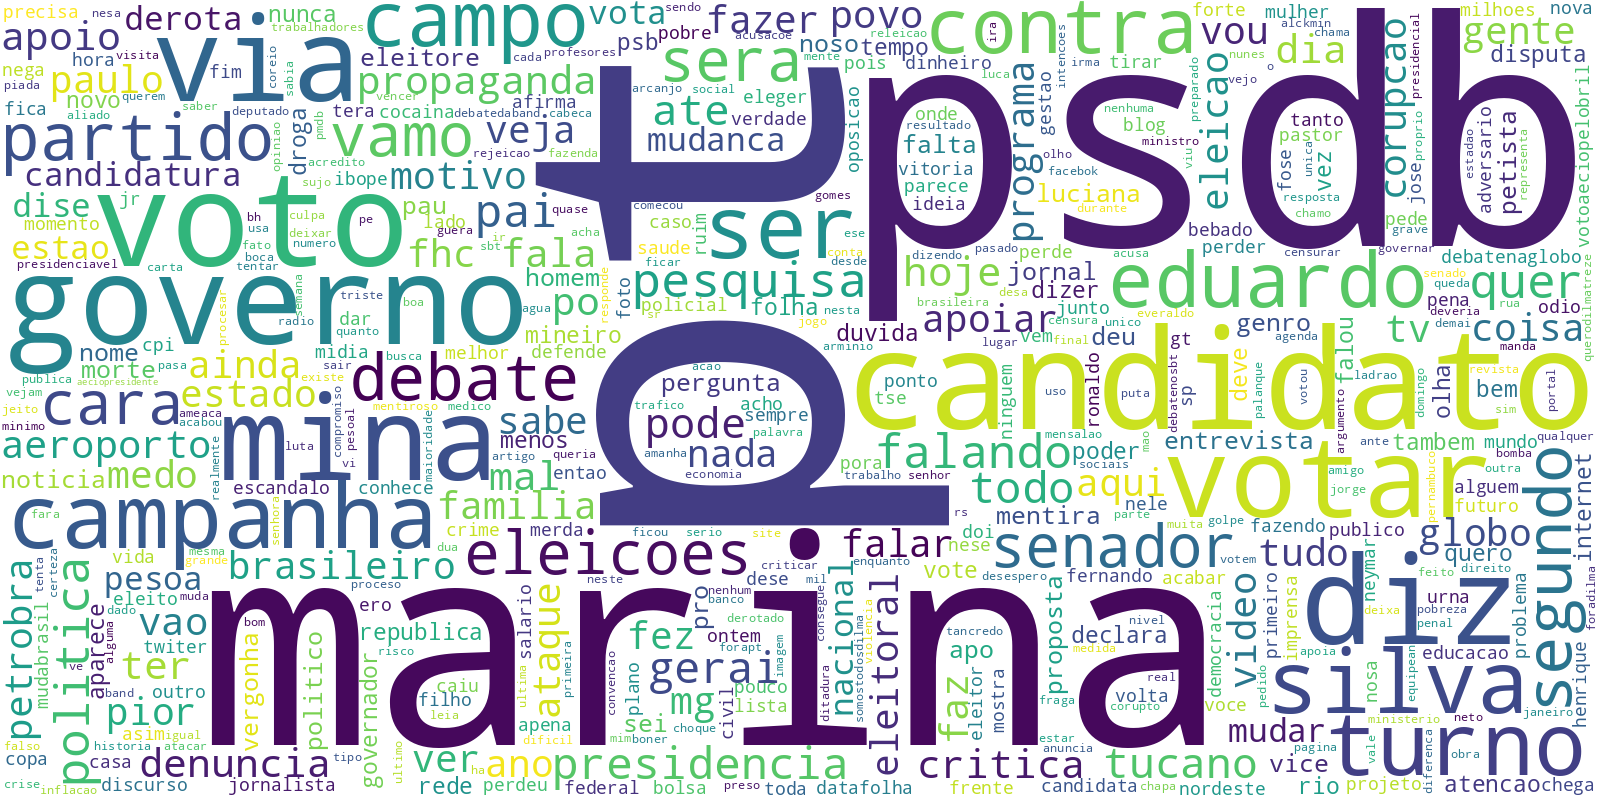 precisa
nesa
derota
nunca
trabalhadores
campo
vota
sendo
fazer
povo
contra
forte
mulher
alckmin
milhoes
nova
apoio
via
eleitore
psb
pobre
acusacoe
noso
tempo
releicao
ira
vou
dia
chama
gente
nega
hora
visita
fim
coreio
sabia
propaganda
cada
professores
sera
mente
pois
dinheiro
luca
irma
intencoes
tirar
nunes
o
disputa
piada
paulo
querem
saber
vencer
afirma
arcanjo
social
programa
gestao
vejo
preparado
corupcao
presidencial
fica
novo
aliado
deputado
pmdb
tera
cocaina
debatedaband
cabeca
ate
eleger
verdade
oposicao
onde
resultado
nenhuma
blog
ministro
eleicao
tanto
pastor
estadao
partido
opiniao
droga
vamo
veja
rejeicao
fazenda
mudanca
falta
vitoria
olho
viu
unica
vez
fose
jose
proprio
adversario
petista
representa
votoaeciopelobril
candidatura
acredito
sujo
ibope
motivo
parece
ideia
facebok
luciana
durante
resposta
chamo
dise
momento
jr
voto
culpa
pe
pau
lado
pai
quase
comecou
gomes
caso
ruim
ser
ese
psdb
bebado
perder
pede
grave
estao
bh
usa
deixar
numero
guera
fhc
fala
sbt
ir
acha
saude
ficar
conta
desde
dizendo
pasado
perde
acusa
censurar
governar
debatenaglobo
presidenciavel
fato
boca
tentar
carta
homem
pt
pesquisa
hoje
jornal
dizer
eduardo
quer
senado
queda
rua
governo
semana
triste
boa
agua
po
foto
responde
policial
sr
folha
nesta
brasileira
desa
junto
censura
unico
everaldo
pena
deveria
odio
querodilmatreze
procesar
radio
quanto
dar
mineiro
jogo
duvida
apoiar
vem
final
lugar
deu
gt
genro
agenda
falou
tv
demai
coisa
nome
cpi
midia
sair
busca
melhor
defende
arminio
candidato
manda
morte
pasa
ainda
existe
debate
acao
pergunta
ponto
tse
ninguem
uso
ronaldo
puta
debatenosbt
sp
deve
palanque
votou
ladrao
argumento
olha
domingo
bem
revista
sim
portal
publica
vejam
aeciopresidente
jeito
minimo
cara
estado
ameaca
acabou
mentiroso
medico
compromiso
pesoal
sabe
trafico
acho
pode
sempre
palavra
mensalao
mao
falando
poder
entrevista
ante
tambem
mundo
qualquer
aeroporto
mina
luta
vi
maioridade
menos
artigo
queria
amanha
nada
economia
pora
trabalho
senhor
sociais
votar
amigo
jorge
outra
bomba
noticia
medo
realmente
escandalo
conhece
mal
entao
todo
aqui
nele
pernambuco
alguem
futuro
segundo
internet
campanha
fara
senhora
familia
crime
merda
ficou
serio
site
rs
doi
mentira
parte
muita
golpe
fazendo
publico
globo
tenta
certeza
vida
mesma
grande
brasileiro
dua
eleicoes
criticar
enquanto
falar
nese
senador
votem
tudo
quero
feito
direito
petrobra
politica
pesoa
eleito
muda
proceso
neste
nenhum
banco
dese
mil
nacional
vote
desespero
fernando
acabar
democracia
video
primeiro
imprensa
neymar
diz
urna
pobreza
penal
problema
foradilma
dado
alguma
aparece
mudabrasil
vao
bom
ero
republica
risco
salario
ataque
pro
derotado
consegue
violencia
eleitoral
tancredo
nivel
declara
medida
proposta
deixa
apoia
educacao
twiter
ve
marina
fez
ontem
forapt
imagem
apo
silva
equipean
henrique
ter
band
outro
vergonha
politico
caiu
filho
leia
ultima
primeira
convencao
plano
gerai
pouco
lista
ditadura
somostodosdilma
faz
eleitor
mostra
real
volta
corupto
voce
pedido
nosa
janeiro
pior
asim
igual
governador
apena
sei
mg
civil
fraga
mudar
ministerio
neto
turno
falso
historia
atacar
dificil
mim
boner
choque
estar
anuncia
pagina
vale
diferenca
obra
copa
casa
denuncia
tipo
ultimo
ver
ha
ano
presidencia
critica
tucano
vice
crise
inflacao
discurso
jornalista
rede
perdeu
federal
bolsa
preso
toda
datafolha
frente
candidata
chapa
nordeste
rio
projeto
atencao
chega